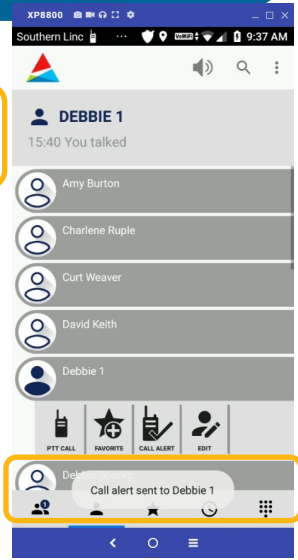 XP8800
Southern Linc ... VoWiFi 9:37 AM
DEBBIE 1
15:40 You talked
Amy Burton
Charlene Ruple
Curt Weaver
David Keith
Debbie 1
PTT CALL FAVORITE CALL ALERT EDIT
Call alert sent to Debbie 1